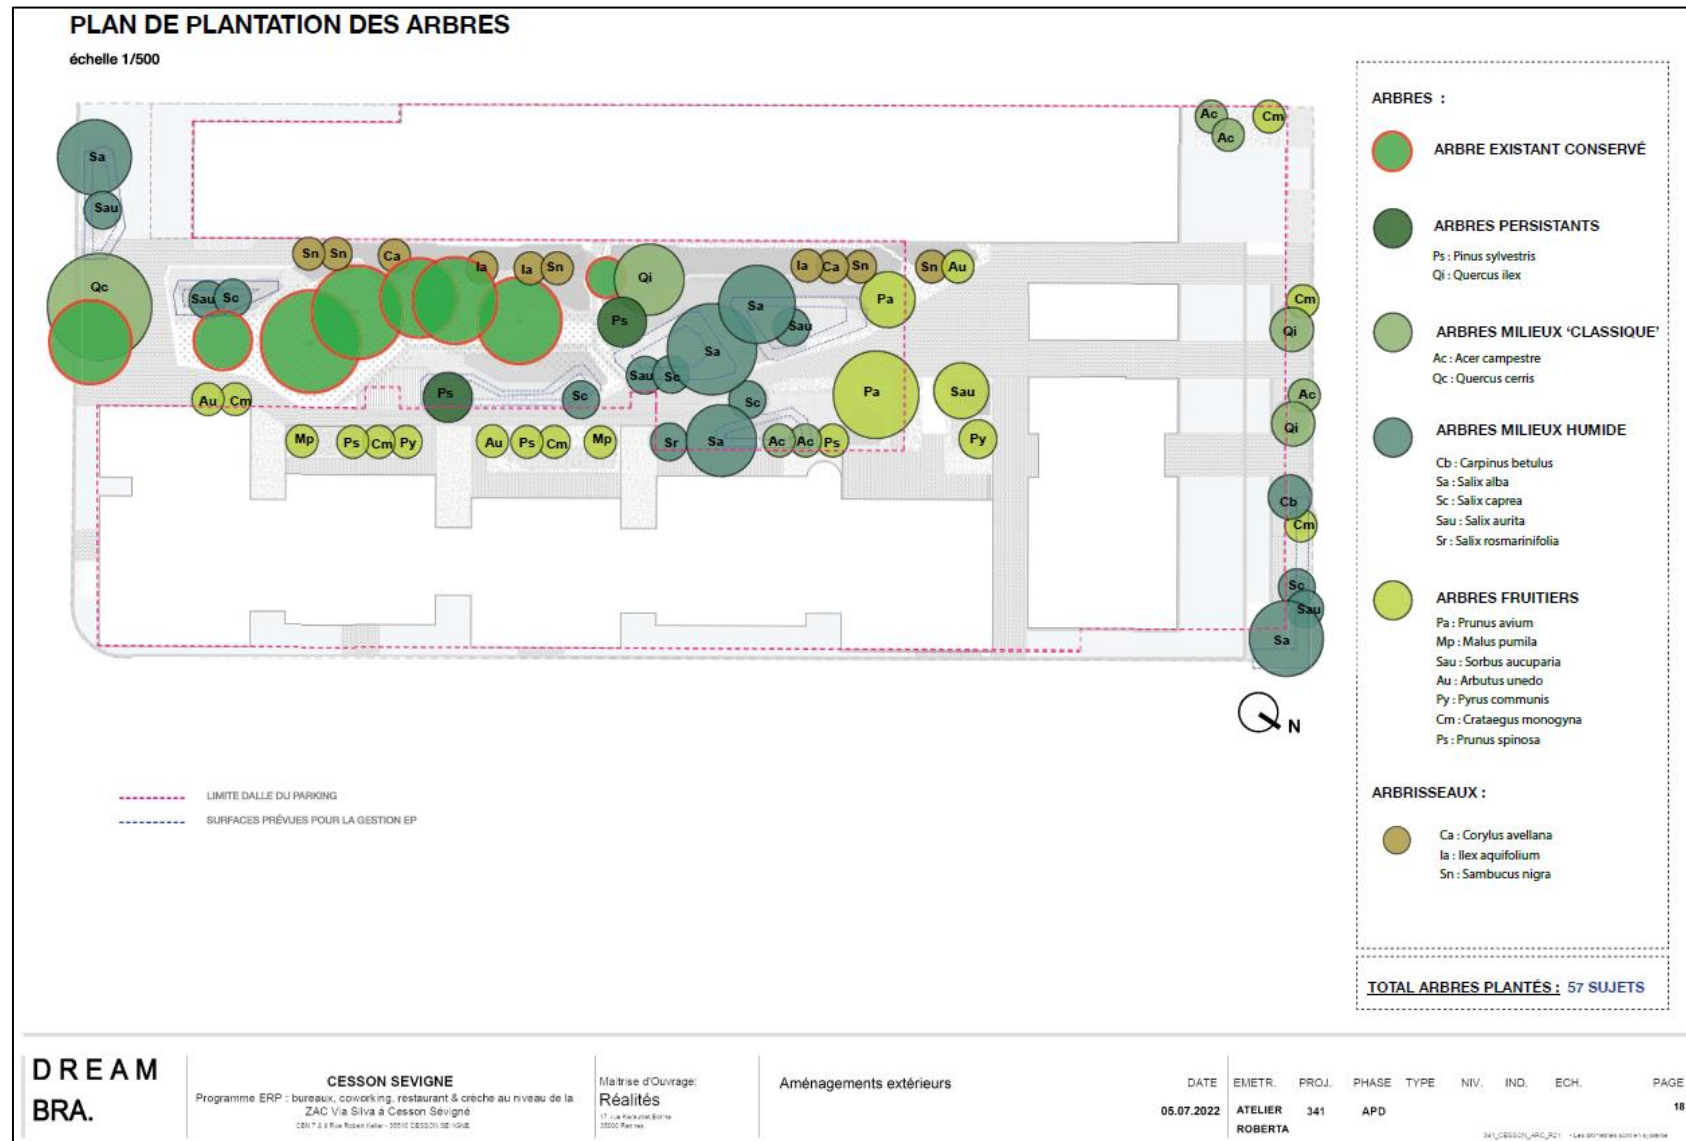 PLAN DE PLANTATION DES ARBRES
échelle 1/500
Ac
Cm
Ac
Sa
Sau
Sn Sn
Ca
Ia
Ia Sn
Qi
Ia Ca Sn
Sn Au
Qc
Sau Sc
Ps
Sa
Sau
Pa
Cm
Qi
Sa
Sau Sc
Au Cm
Ps
Sc
Sc
Pa
Sau
Ac
Qi
Mp
Ps Cm Py
Au Ps Cm
Mp
Sr
Sa
Ac Ac Ps
Py
Cb
Cm
Sc
Sau
Sa
N
LIMITE DALLE DU PARKING
SURFACES PRÉVUES POUR LA GESTION EP
ARBRES :
ARBRE EXISTANT CONSERVÉ
ARBRES PERSISTANTS
Ps : Pinus sylvestris
Qi : Quercus ilex
ARBRES MILIEUX 'CLASSIQUE'
Ac : Acer campestre
Qc : Quercus cerris
ARBRES MILIEUX HUMIDE
Cb : Carpinus betulus
Sa : Salix alba
Sc : Salix caprea
Sau : Salix aurita
Sr : Salix rosmarinifolia
ARBRES FRUITIERS
Pa : Prunus avium
Mp : Malus pumila
Sau : Sorbus aucuparia
Au : Arbutus unedo
Py : Pyrus communis
Cm : Crataegus monogyna
Ps : Prunus spinosa
ARBRISSEAUX :
Ca : Corylus avellana
Ia : Ilex aquifolium
Sn : Sambucus nigra
TOTAL ARBRES PLANTÉS : 57 SUJETS
DREAM
BRA.
CESSON SEVIGNE
Programme ERP : bureaux, coworking, restaurant & crèche au niveau de la
ZAC Via Silva à Cesson Sévigné
Maîtrise d'Ouvrage:
Réalités
35000 Rennes
Aménagements extérieurs
DATE EMETR. PROJ. PHASE TYPE NIV. IND. ECH. PAGE
05.07.2022 ATELIER ROBERTA 341 APD 18